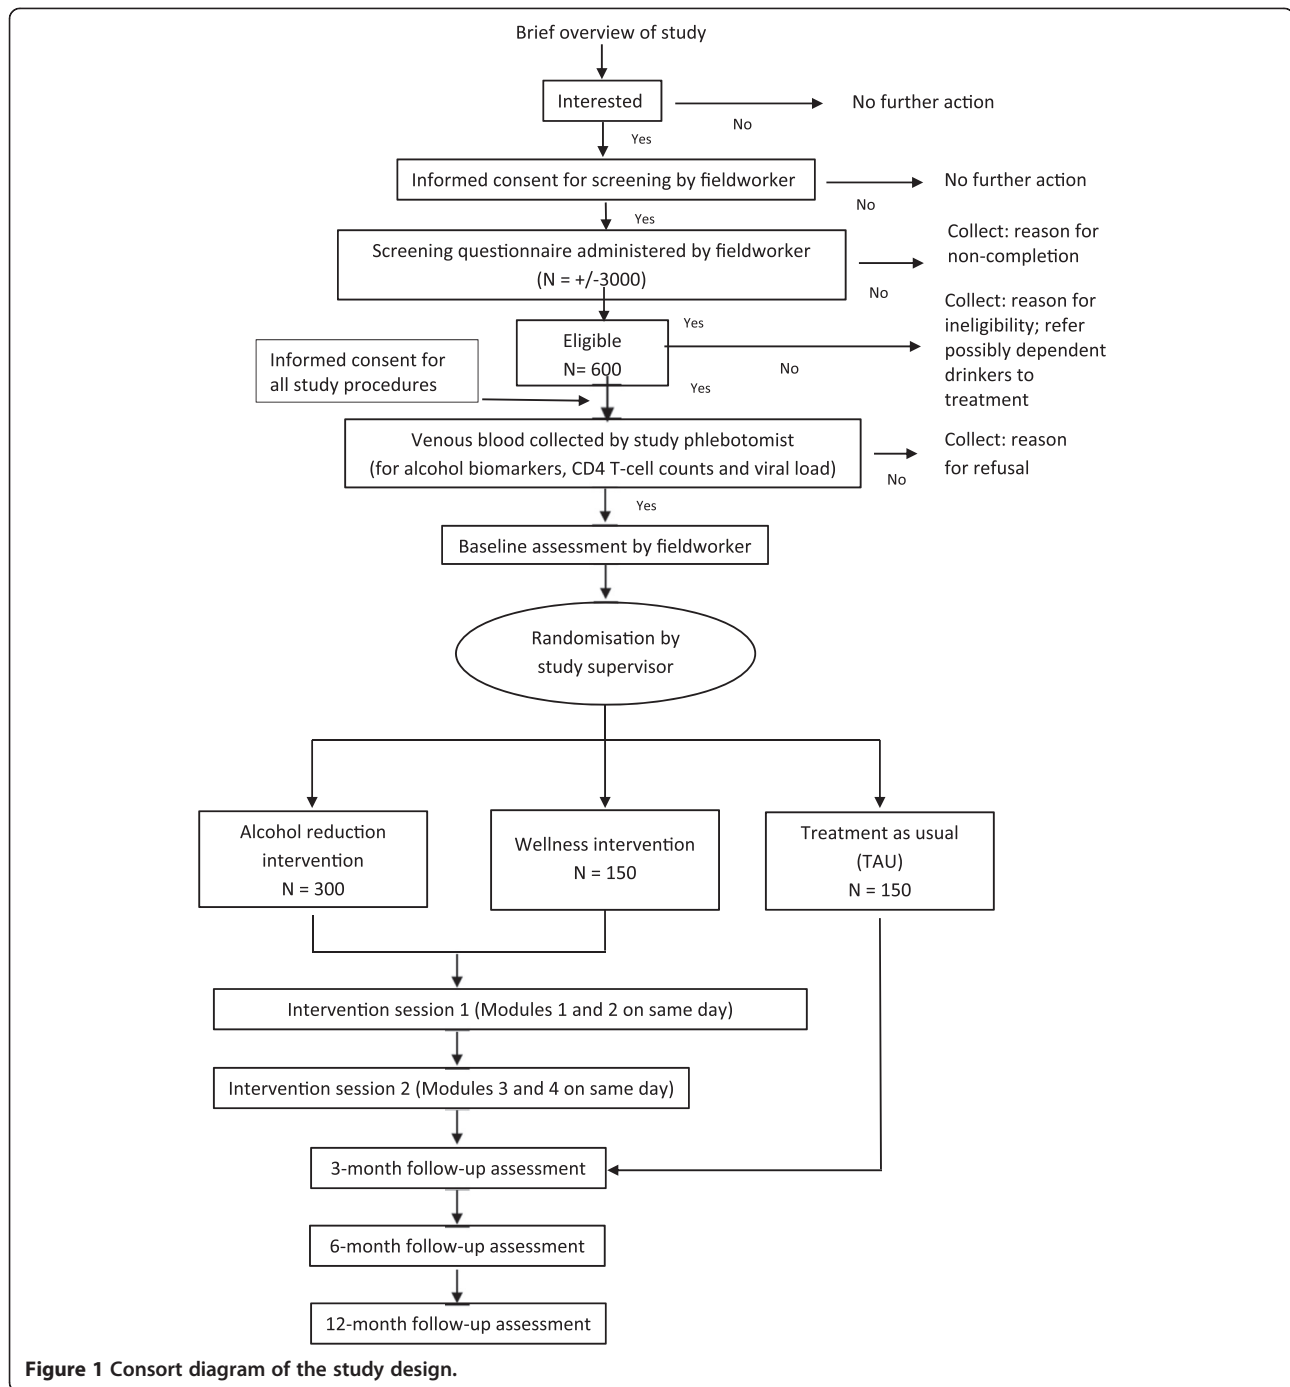 Brief overview of study
Interested
No further action
No
Yes
Informed consent for screening by fieldworker
No further action
No
Yes
Screening questionnaire administered by fieldworker
(N = +/-3000)
Collect: reason for
non-completion
No
Yes
Eligible
N= 600
No
Collect: reason for
ineligibility; refer
possibly dependent
drinkers to
treatment
Informed consent for
all study procedures
Yes
Venous blood collected by study phlebotomist
(for alcohol biomarkers, CD4 T-cell counts and viral load)
Collect: reason
for refusal
No
Yes
Baseline assessment by fieldworker
Randomisation by
study supervisor
Alcohol reduction
intervention
N = 300
Wellness intervention
N = 150
Treatment as usual
(TAU)
N = 150
Intervention session 1 (Modules 1 and 2 on same day)
Intervention session 2 (Modules 3 and 4 on same day)
3-month follow-up assessment
6-month follow-up assessment
12-month follow-up assessment
Figure 1 Consort diagram of the study design.